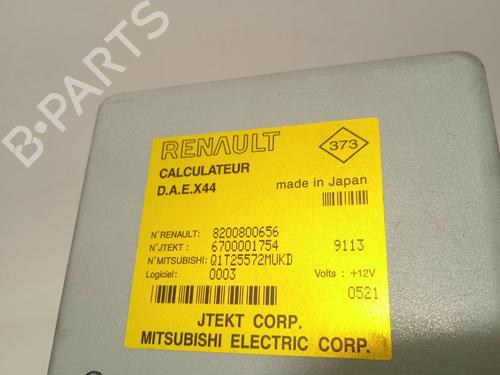 B-PARTS
RENAULT
373
CALCULATEUR
D.A.E.X44
made in Japan
N°RENAULT: 8200800656
N°JTEKT: 6700001754 9113
N°MITSUBISHI: Q1T25572MUKD
Logiciel: 0003 Volts: +12V
0521
JTEKT CORP.
MITSUBISHI ELECTRIC CORP.